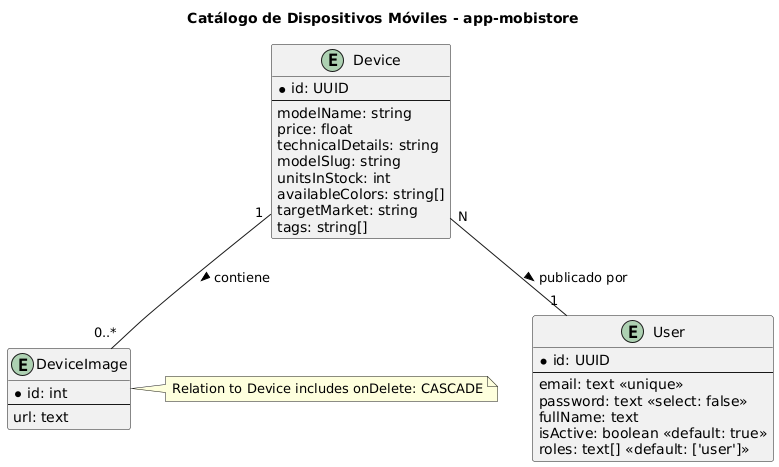 Catálogo de Dispositivos Móviles - app-mobistore
E Device
* id: UUID
modelName: string
price: float
technicalDetails: string
modelSlug: string
unitsInStock: int
availableColors: string[]
targetMarket: string
tags: string[]
1
N
contiene
publicado por
0..*
1
E DeviceImage
* id: int
url: text
Relation to Device includes onDelete: CASCADE
E User
* id: UUID
email: text «unique»
password: text «select: false»
fullName: text
isActive: boolean «default: true»
roles: text[] «default: ['user']»